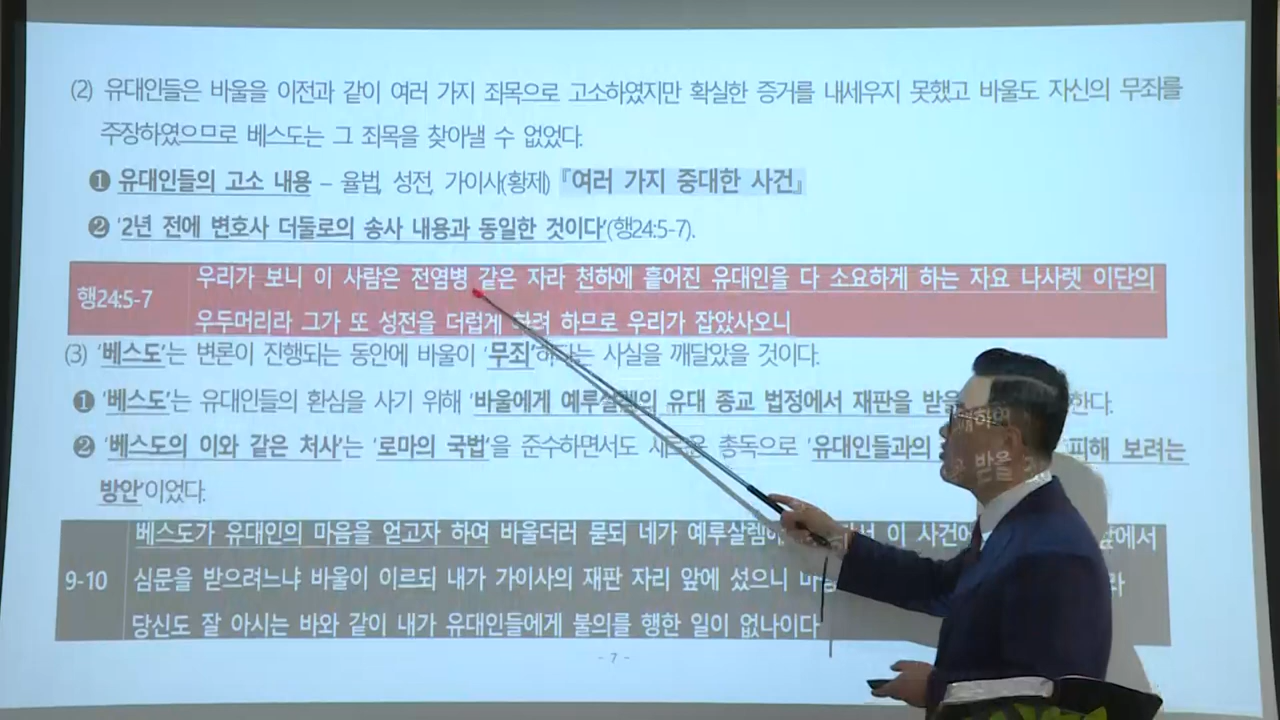 (2) 유대인들은 바울을 이전과 같이 여러 가지 죄목으로 고소하였지만 확실한 증거를 내세우지 못했고 바울도 자신의 무죄를
주장하였으므로 베스도는 그 죄목을 찾아낼 수 없었다.
❶ 유대인들의 고소 내용 – 율법, 성전, 가이사(황제) 『여러 가지 중대한 사건』
❷ '2년 전에 변호사 더둘로의 송사 내용과 동일한 것이다'(행24:5-7).
행24:5-7
우리가 보니 이 사람은 전염병 같은 자라 천하에 흩어진 유대인을 다 소요하게 하는 자요 나사렛 이단의
우두머리라 그가 또 성전을 더럽게 하려 하므로 우리가 잡았사오니
(3) '베스도'는 변론이 진행되는 동안에 바울이 '무죄'하다는 사실을 깨달았을 것이다.
❶ '베스도'는 유대인들의 환심을 사기 위해 '바울에게 예루살렘의 유대 종교 법정에서 재판을 받을 한다.
❷ '베스도의 이와 같은 처사'는 '로마의 국법'을 준수하면서도 새로운 총독으로 '유대인들과의 피해 보려는
방안'이었다.
9-10
베스도가 유대인의 마음을 얻고자 하여 바울더러 묻되 네가 예루살렘에 이 사건에 앞에서
심문을 받으려느냐 바울이 이르되 내가 가이사의 재판 자리 앞에 섰으니
당신도 잘 아시는 바와 같이 내가 유대인들에게 불의를 행한 일이 없나이다
- 7 -